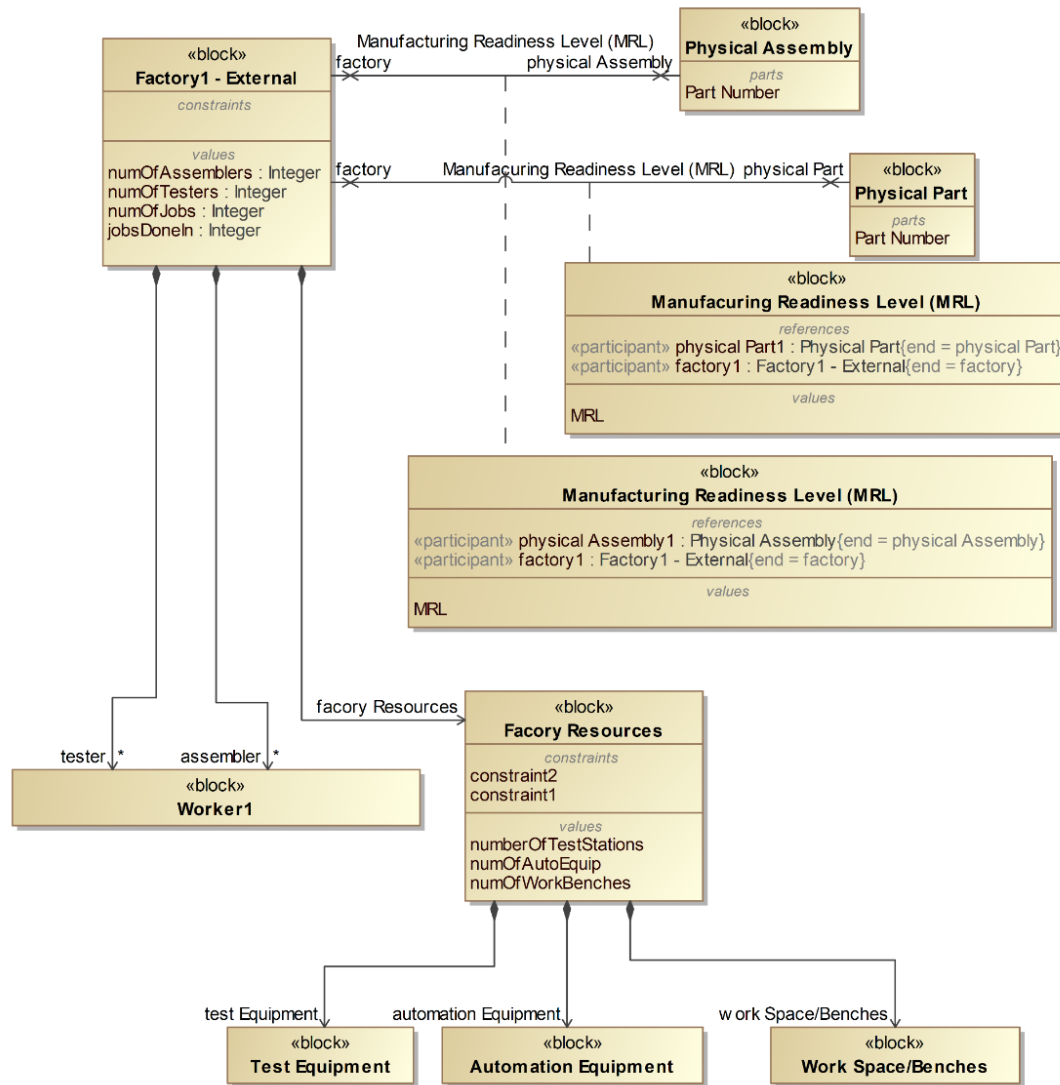 «block»
Factory1 - External
constraints
values
numOfAssemblers : Integer
numOfTesters : Integer
numOfJobs : Integer
jobsDoneIn : Integer
Manufacturing Readiness Level (MRL)
factory
physical Assembly
«block»
Physical Assembly
parts
Part Number
factory
Manufacuring Readiness Level (MRL)
physical Part
«block»
Physical Part
parts
Part Number
«block»
Manufacuring Readiness Level (MRL)
references
«participant» physical Part1 : Physical Part{end = physical Part}
«participant» factory1 : Factory1 - External{end = factory}
values
MRL
«block»
Manufacturing Readiness Level (MRL)
references
«participant» physical Assembly1 : Physical Assembly{end = physical Assembly}
«participant» factory1 : Factory1 - External{end = factory}
values
MRL
tester *
assembler *
«block»
Worker1
facory Resources
«block»
Facory Resources
constraints
constraint2
constraint1
values
numberOfTestStations
numOfAutoEquip
numOfWorkBenches
test Equipment
«block»
Test Equipment
automation Equipment
«block»
Automation Equipment
work Space/Benches
«block»
Work Space/Benches